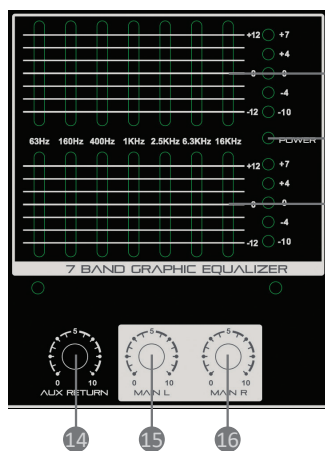 +12 +7
+4
0 0
-4
-12 -10
63Hz 160Hz 400Hz 1KHz 2.5KHz 6.3KHz 16KHz POWER
+12 +7
+4
0 0
-4
-12 -10
7 BAND GRAPHIC EQUALIZER
5 5 5
0 10 0 10 0 10
AUX RETURN MAIN L MAIN R
14 15 16